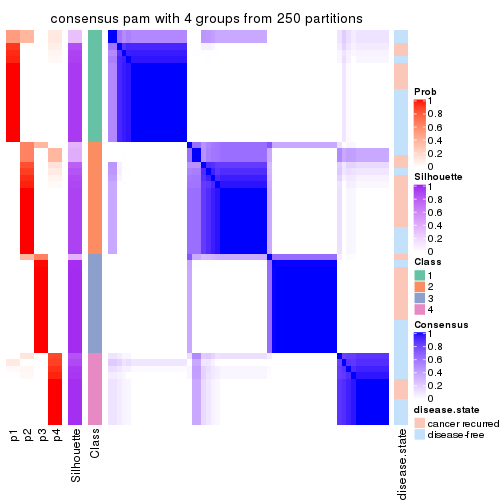 consensus pam with 4 groups from 250 partitions
Prob
1
0.8
0.6
0.4
0.2
0
Silhouette
1
0.8
0.6
0.4
0.2
0
Class
1
2
3
4
Consensus
1
0.8
0.6
0.4
0.2
0
disease.state
cancer recurred
disease-free
p1
p2
p3
p4
Silhouette
Class
disease.state